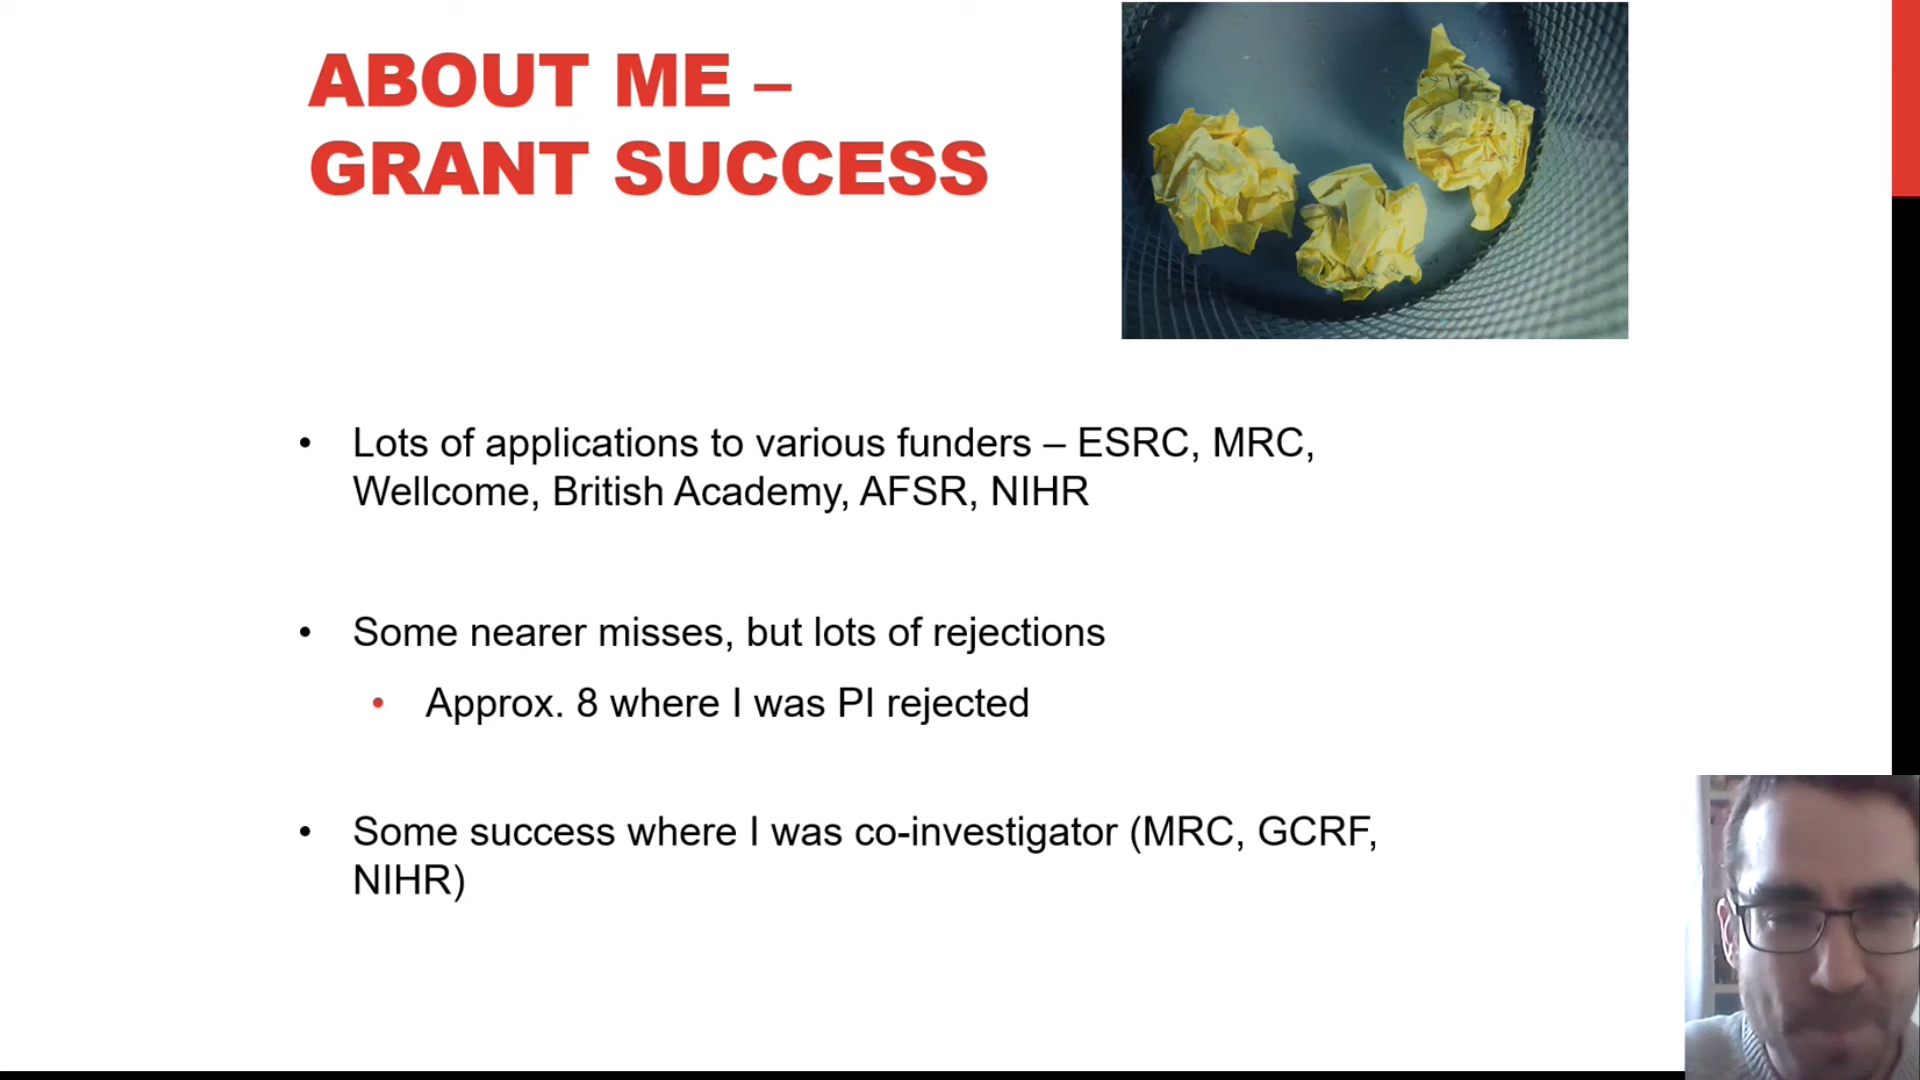 ABOUT ME –
GRANT SUCCESS
• Lots of applications to various funders – ESRC, MRC,
Wellcome, British Academy, AFSR, NIHR
• Some nearer misses, but lots of rejections
• Approx. 8 where I was PI rejected
• Some success where I was co-investigator (MRC, GCRF,
NIHR)